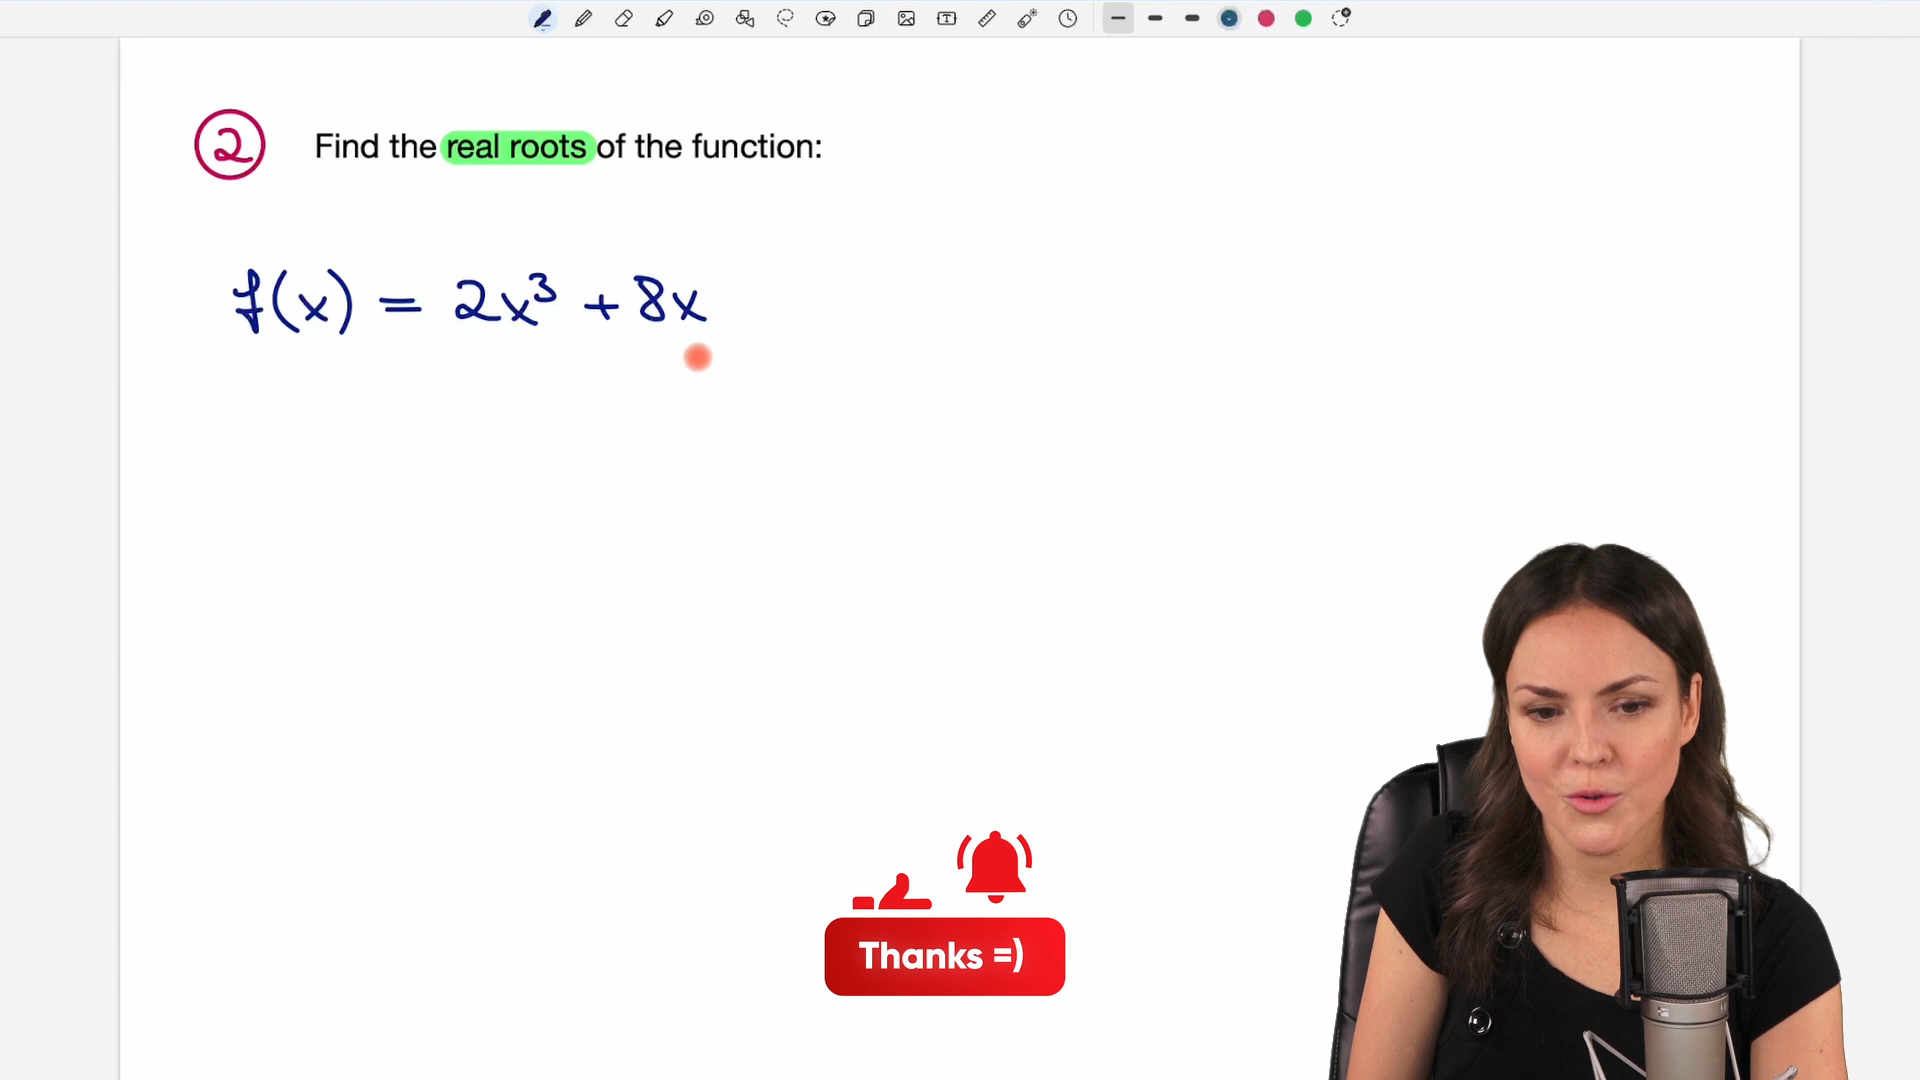 2 Find the real roots of the function:
f(x) = 2x³ + 8x
Thanks =)